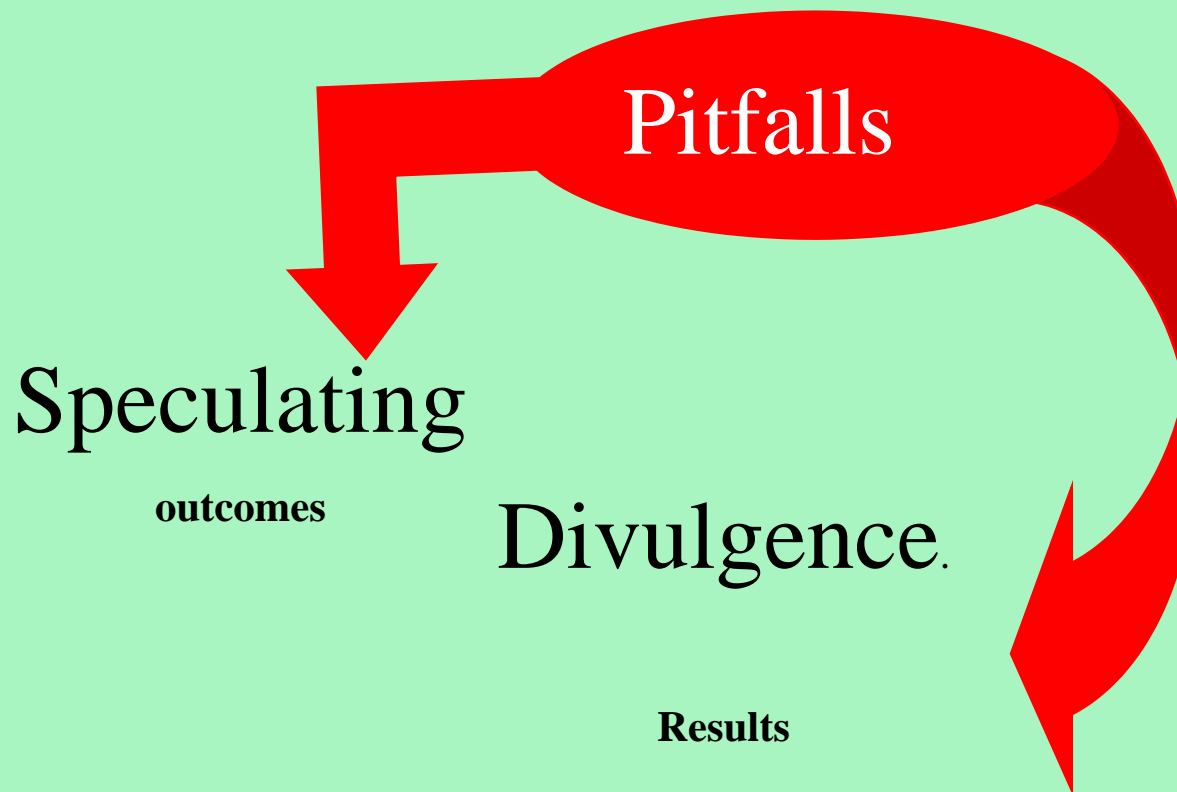 Pitfalls
Speculating
outcomes
Divulgence.
Results